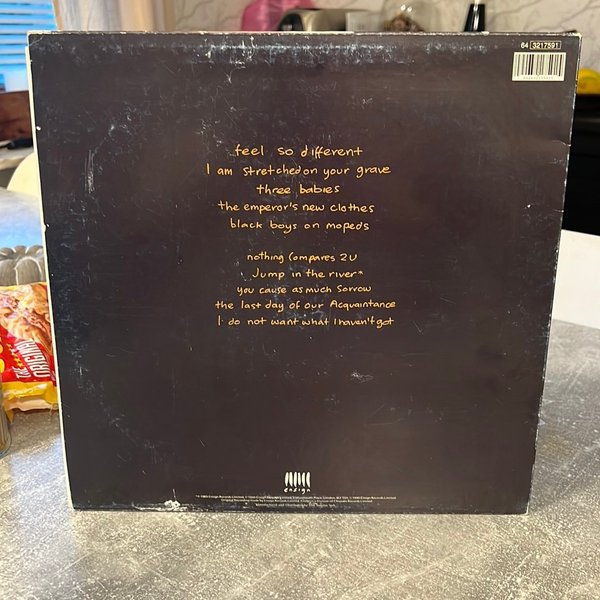 64 3217591
feel so different
I am stretched on your grave
three babies
the emperor's new clothes
black boys on mopeds
nothing compares 2U
Jump in the river*
you cause as much sorrow
the last day of our Acquaintance
I do not want what I haven't got
ensign
THE
ORIGINAL